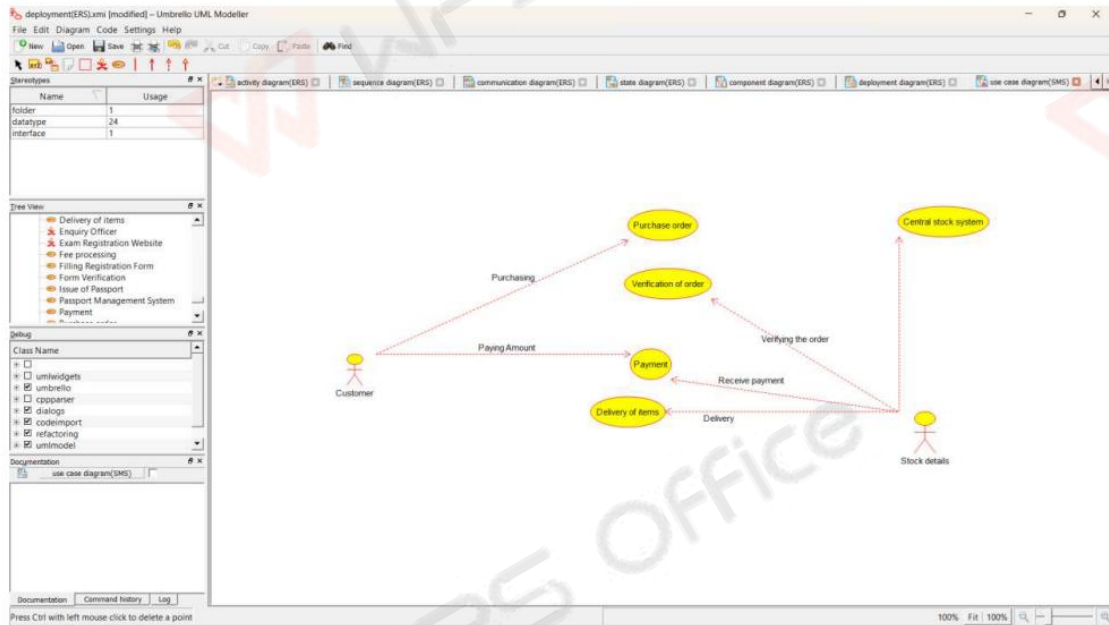 deployment(ERS).xmi [modified] – Umbrello UML Modeller
File Edit Diagram Code Settings Help
New Open Save Cut Copy Paste Find
Stereotypes
Name Usage
folder 1
datatype 24
interface 1
Tree View
Delivery of items
Enquiry Officer
Exam Registration Website
Fee processing
Filling Registration Form
Form Verification
Issue of Passport
Passport Management System
Payment
Debug
Class Name
umlwidgets
umbrello
cppparser
dialogs
codeimport
refactoring
umlmodel
Documentation
use case diagram(SMS)
Documentation Command history Log
Press Ctrl with left mouse click to delete a point
activity diagram(ERS) sequence diagram(ERS) communication diagram(ERS) state diagram(ERS) component diagram(ERS) deployment diagram(ERS) use case diagram(SMS)
Purchase order
Central stock system
Purchasing
Verification of order
Verifying the order
Paying Amount
Payment
Customer
Receive payment
Delivery of items
Delivery
Stock details
100% Fit 100%
WPS OFFICE